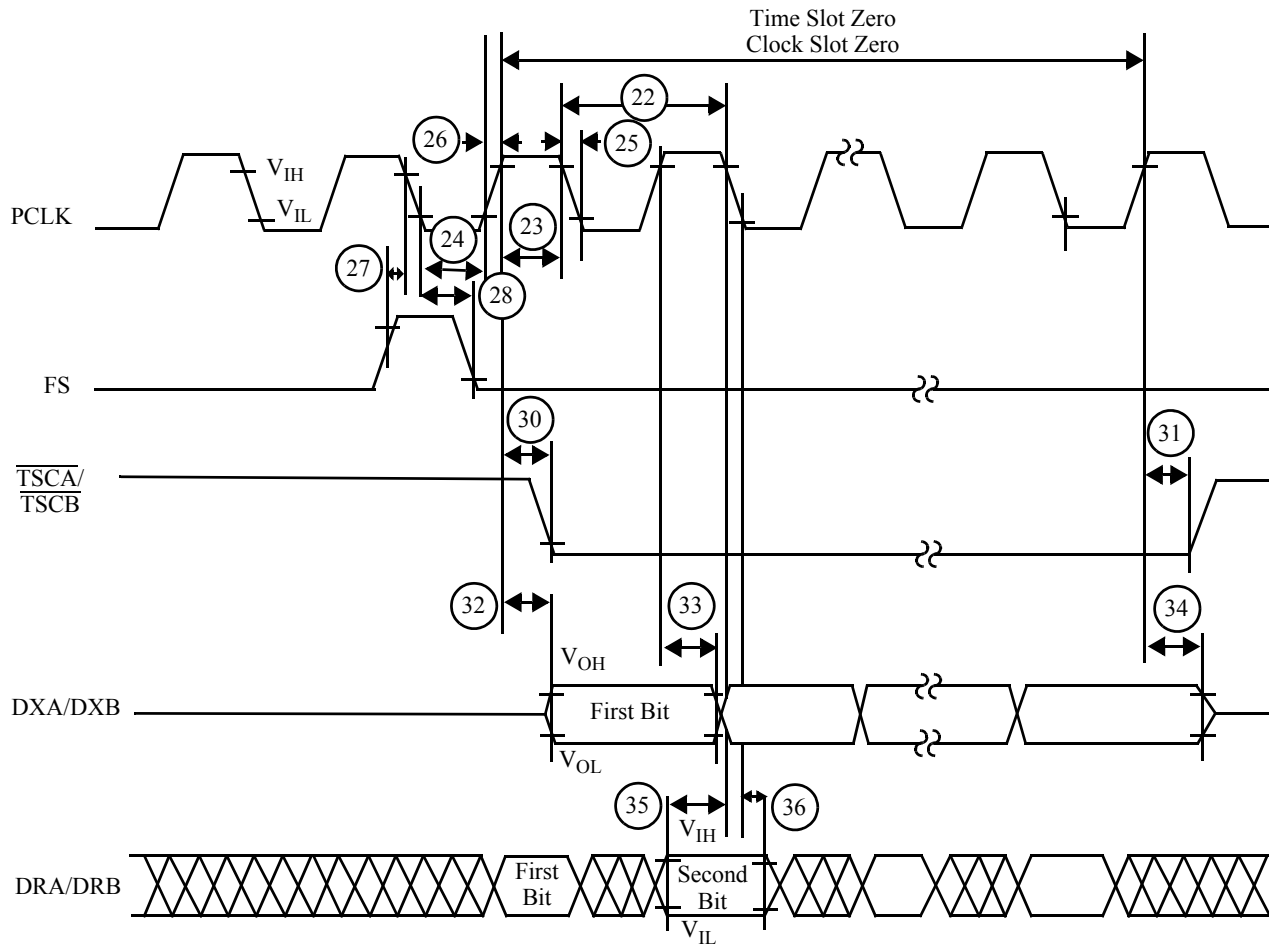 Time Slot Zero
Clock Slot Zero
22
26
25
V_IH
V_IL
PCLK
23
24
27
28
FS
30
31
TSCA/
TSCB
32
33
34
V_OH
DXA/DXB
First Bit
V_OL
35
36
V_IH
DRA/DRB
First
Bit
Second
Bit
V_IL